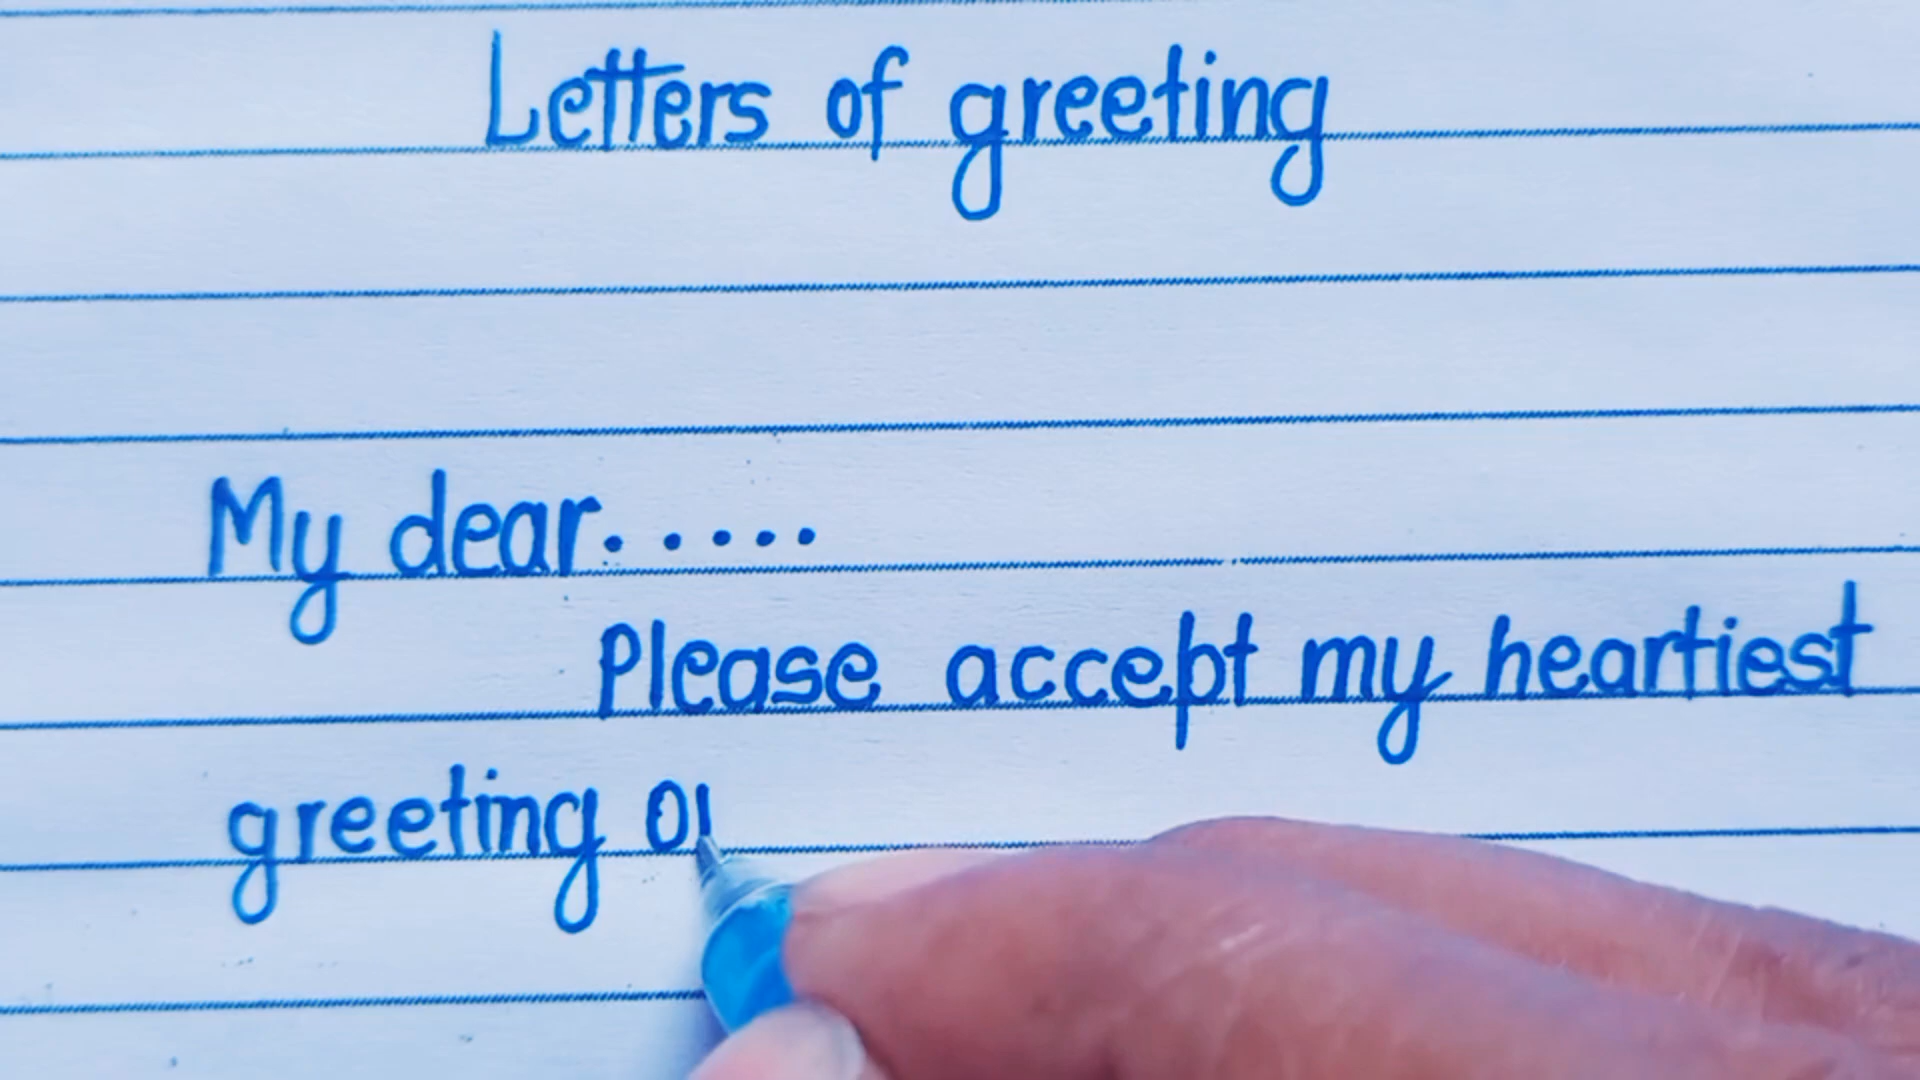 Letters of greeting
My dear.....
Please accept my heartiest
greeting